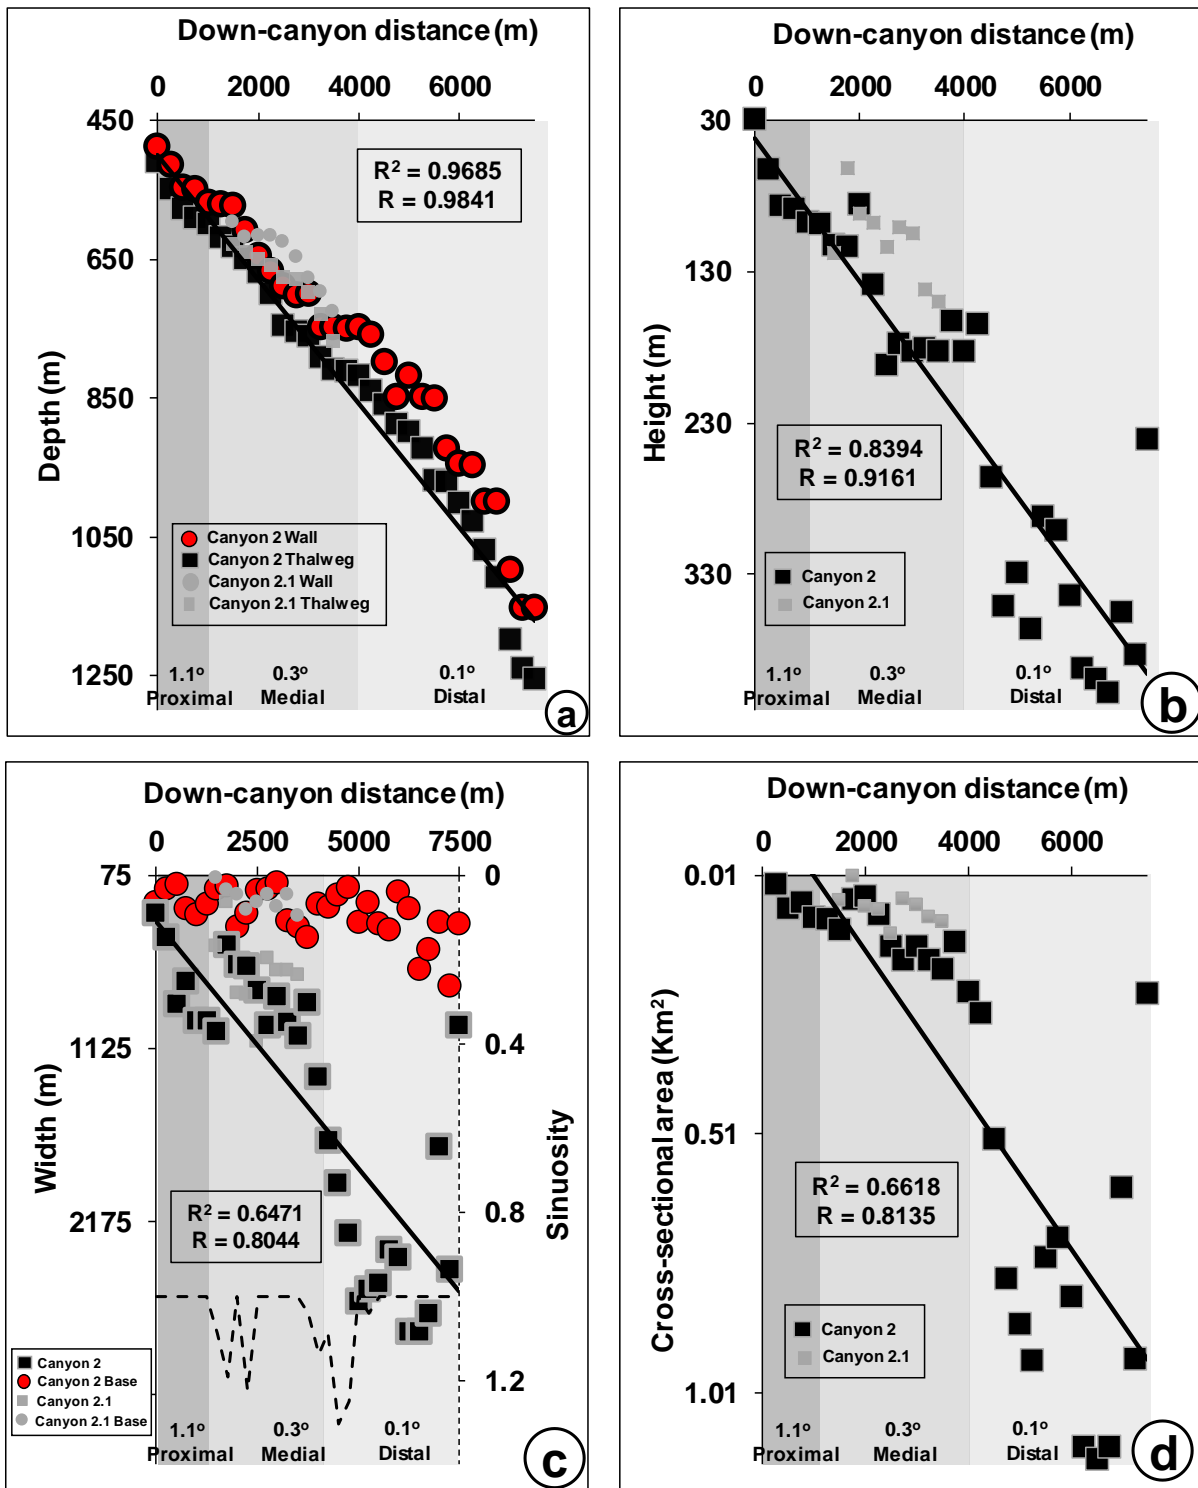 Down-canyon distance (m)
0 2000 4000 6000
450
650
850
1050
1250
Depth (m)
R² = 0.9685
R = 0.9841
Canyon 2 Wall
Canyon 2 Thalweg
Canyon 2.1 Wall
Canyon 2.1 Thalweg
1.1º 0.3º 0.1º
Proximal Medial Distal
a
Down-canyon distance (m)
0 2000 4000 6000
30
130
230
330
Height (m)
R² = 0.8394
R = 0.9161
Canyon 2
Canyon 2.1
1.1º 0.3º 0.1º
Proximal Medial Distal
b
Down-canyon distance (m)
0 2500 5000 7500
75
1125
2175
Width (m)
0
0.4
0.8
1.2
Sinuosity
R² = 0.6471
R = 0.8044
Canyon 2
Canyon 2 Base
Canyon 2.1
Canyon 2.1 Base
1.1º 0.3º 0.1º
Proximal Medial Distal
c
Down-canyon distance (m)
0 2000 4000 6000
0.01
0.51
1.01
Cross-sectional area (Km²)
R² = 0.6618
R = 0.8135
Canyon 2
Canyon 2.1
1.1º 0.3º 0.1º
Proximal Medial Distal
d